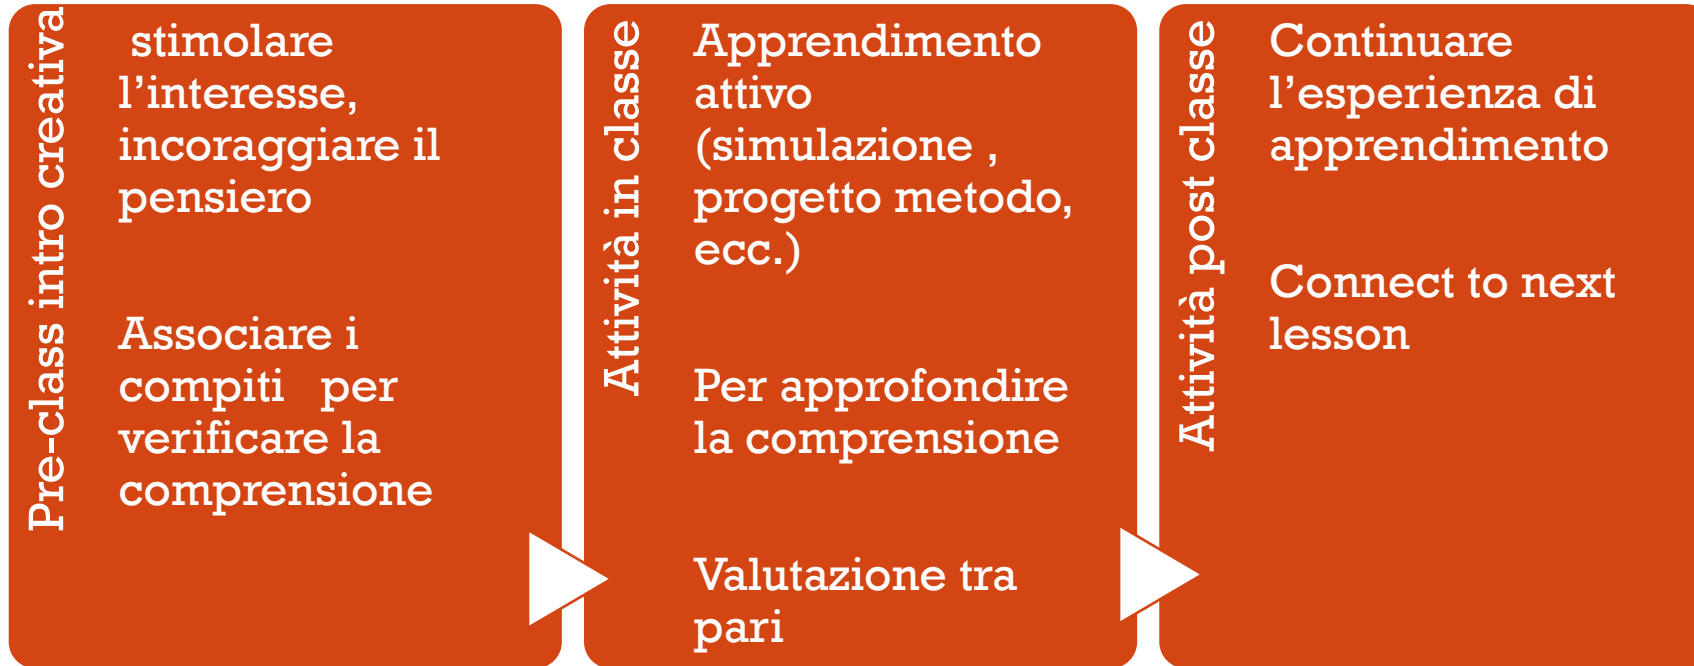 Pre-class intro creativa
stimolare
l’interesse,
incoraggiare il
pensiero
Associare i
compiti   per
verificare la
comprensione
Attività in classe
Apprendimento
attivo
(simulazione ,
progetto metodo,
ecc.)
Per approfondire
la comprensione
Valutazione tra
pari
Attività post classe
Continuare
l’esperienza di
apprendimento
Connect to next
lesson